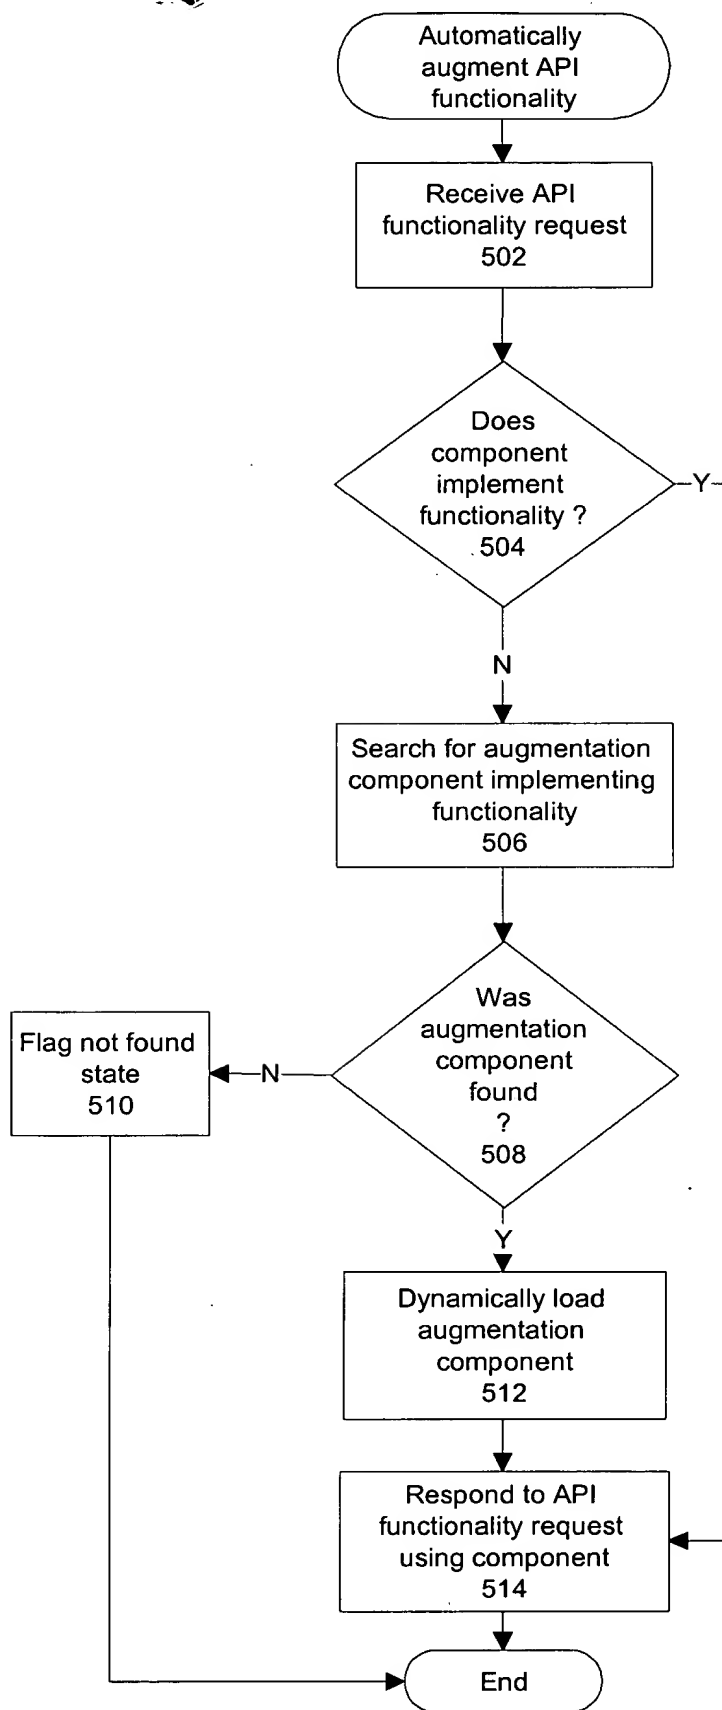 Automatically
augment API
functionality
Receive API
functionality request
502
Does
component
implement
functionality ?
504
Y
N
Search for augmentation
component implementing
functionality
506
Was
augmentation
component
found
?
508
N
Flag not found
state
510
Y
Dynamically load
augmentation
component
512
Respond to API
functionality request
using component
514
End